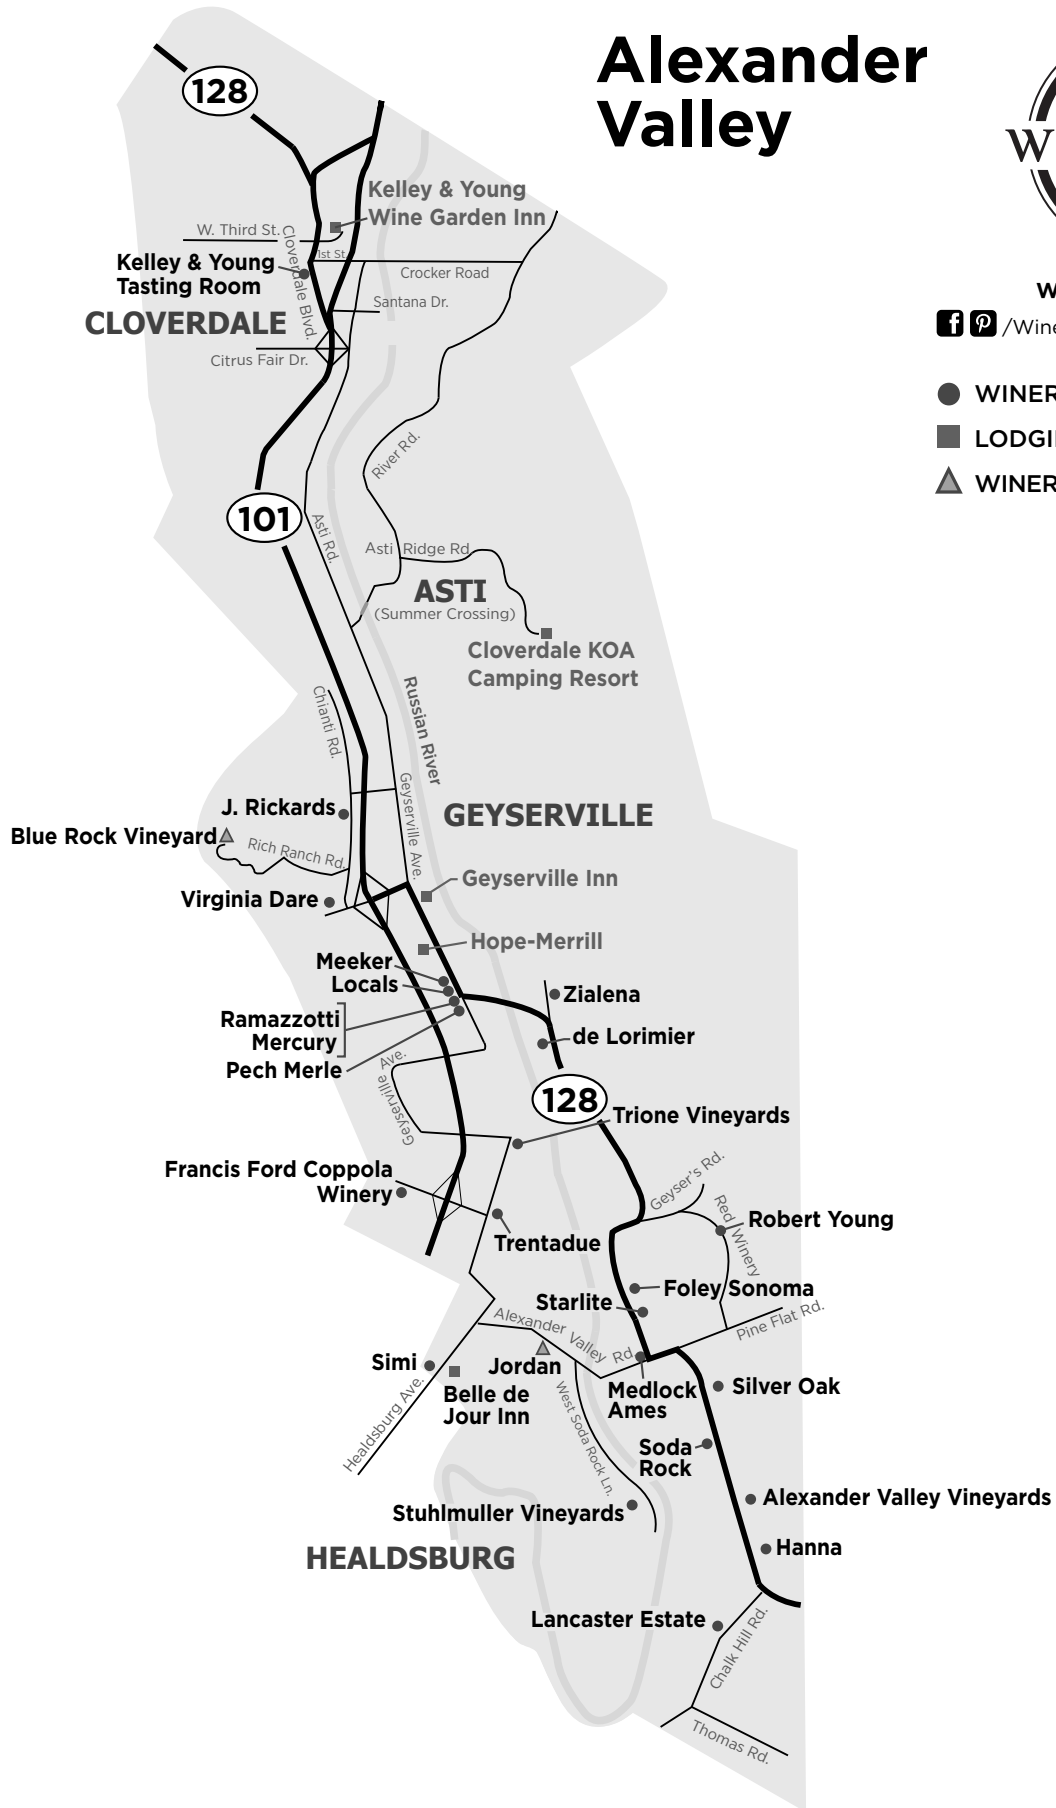 Alexander
Valley
128
W
W
/Wine
WINER
LODGI
WINER
Kelley & Young
Wine Garden Inn
W. Third St.
Cloverdale Blvd.
1st St.
Kelley & Young
Tasting Room
Crocker Road
Santana Dr.
CLOVERDALE
Citrus Fair Dr.
River Rd.
101
Asti Rd.
Asti Ridge Rd
ASTI
(Summer Crossing)
Cloverdale KOA
Camping Resort
Russian River
Chianti Rd.
Geyserville Ave.
J. Rickards
GEYSERVILLE
Blue Rock Vineyard
Rich Ranch Rd.
Geyserville Inn
Virginia Dare
Hope-Merrill
Meeker
Locals
Zialena
Ramazzotti
Mercury
de Lorimier
Pech Merle
Geyserville Ave.
128
Trione Vineyards
Francis Ford Coppola
Winery
Geyser's Rd.
Red Winery
Robert Young
Trentadue
Foley Sonoma
Starlite
Alexander Valley Rd
Pine Flat Rd.
Simi
Jordan
Belle de
Jour Inn
Medlock
Ames
Silver Oak
Healdsburg Ave.
West Soda Rock Ln.
Soda
Rock
Alexander Valley Vineyards
Stuhlmuller Vineyards
Hanna
HEALDSBURG
Lancaster Estate
Chalk Hill Rd.
Thomas Rd.